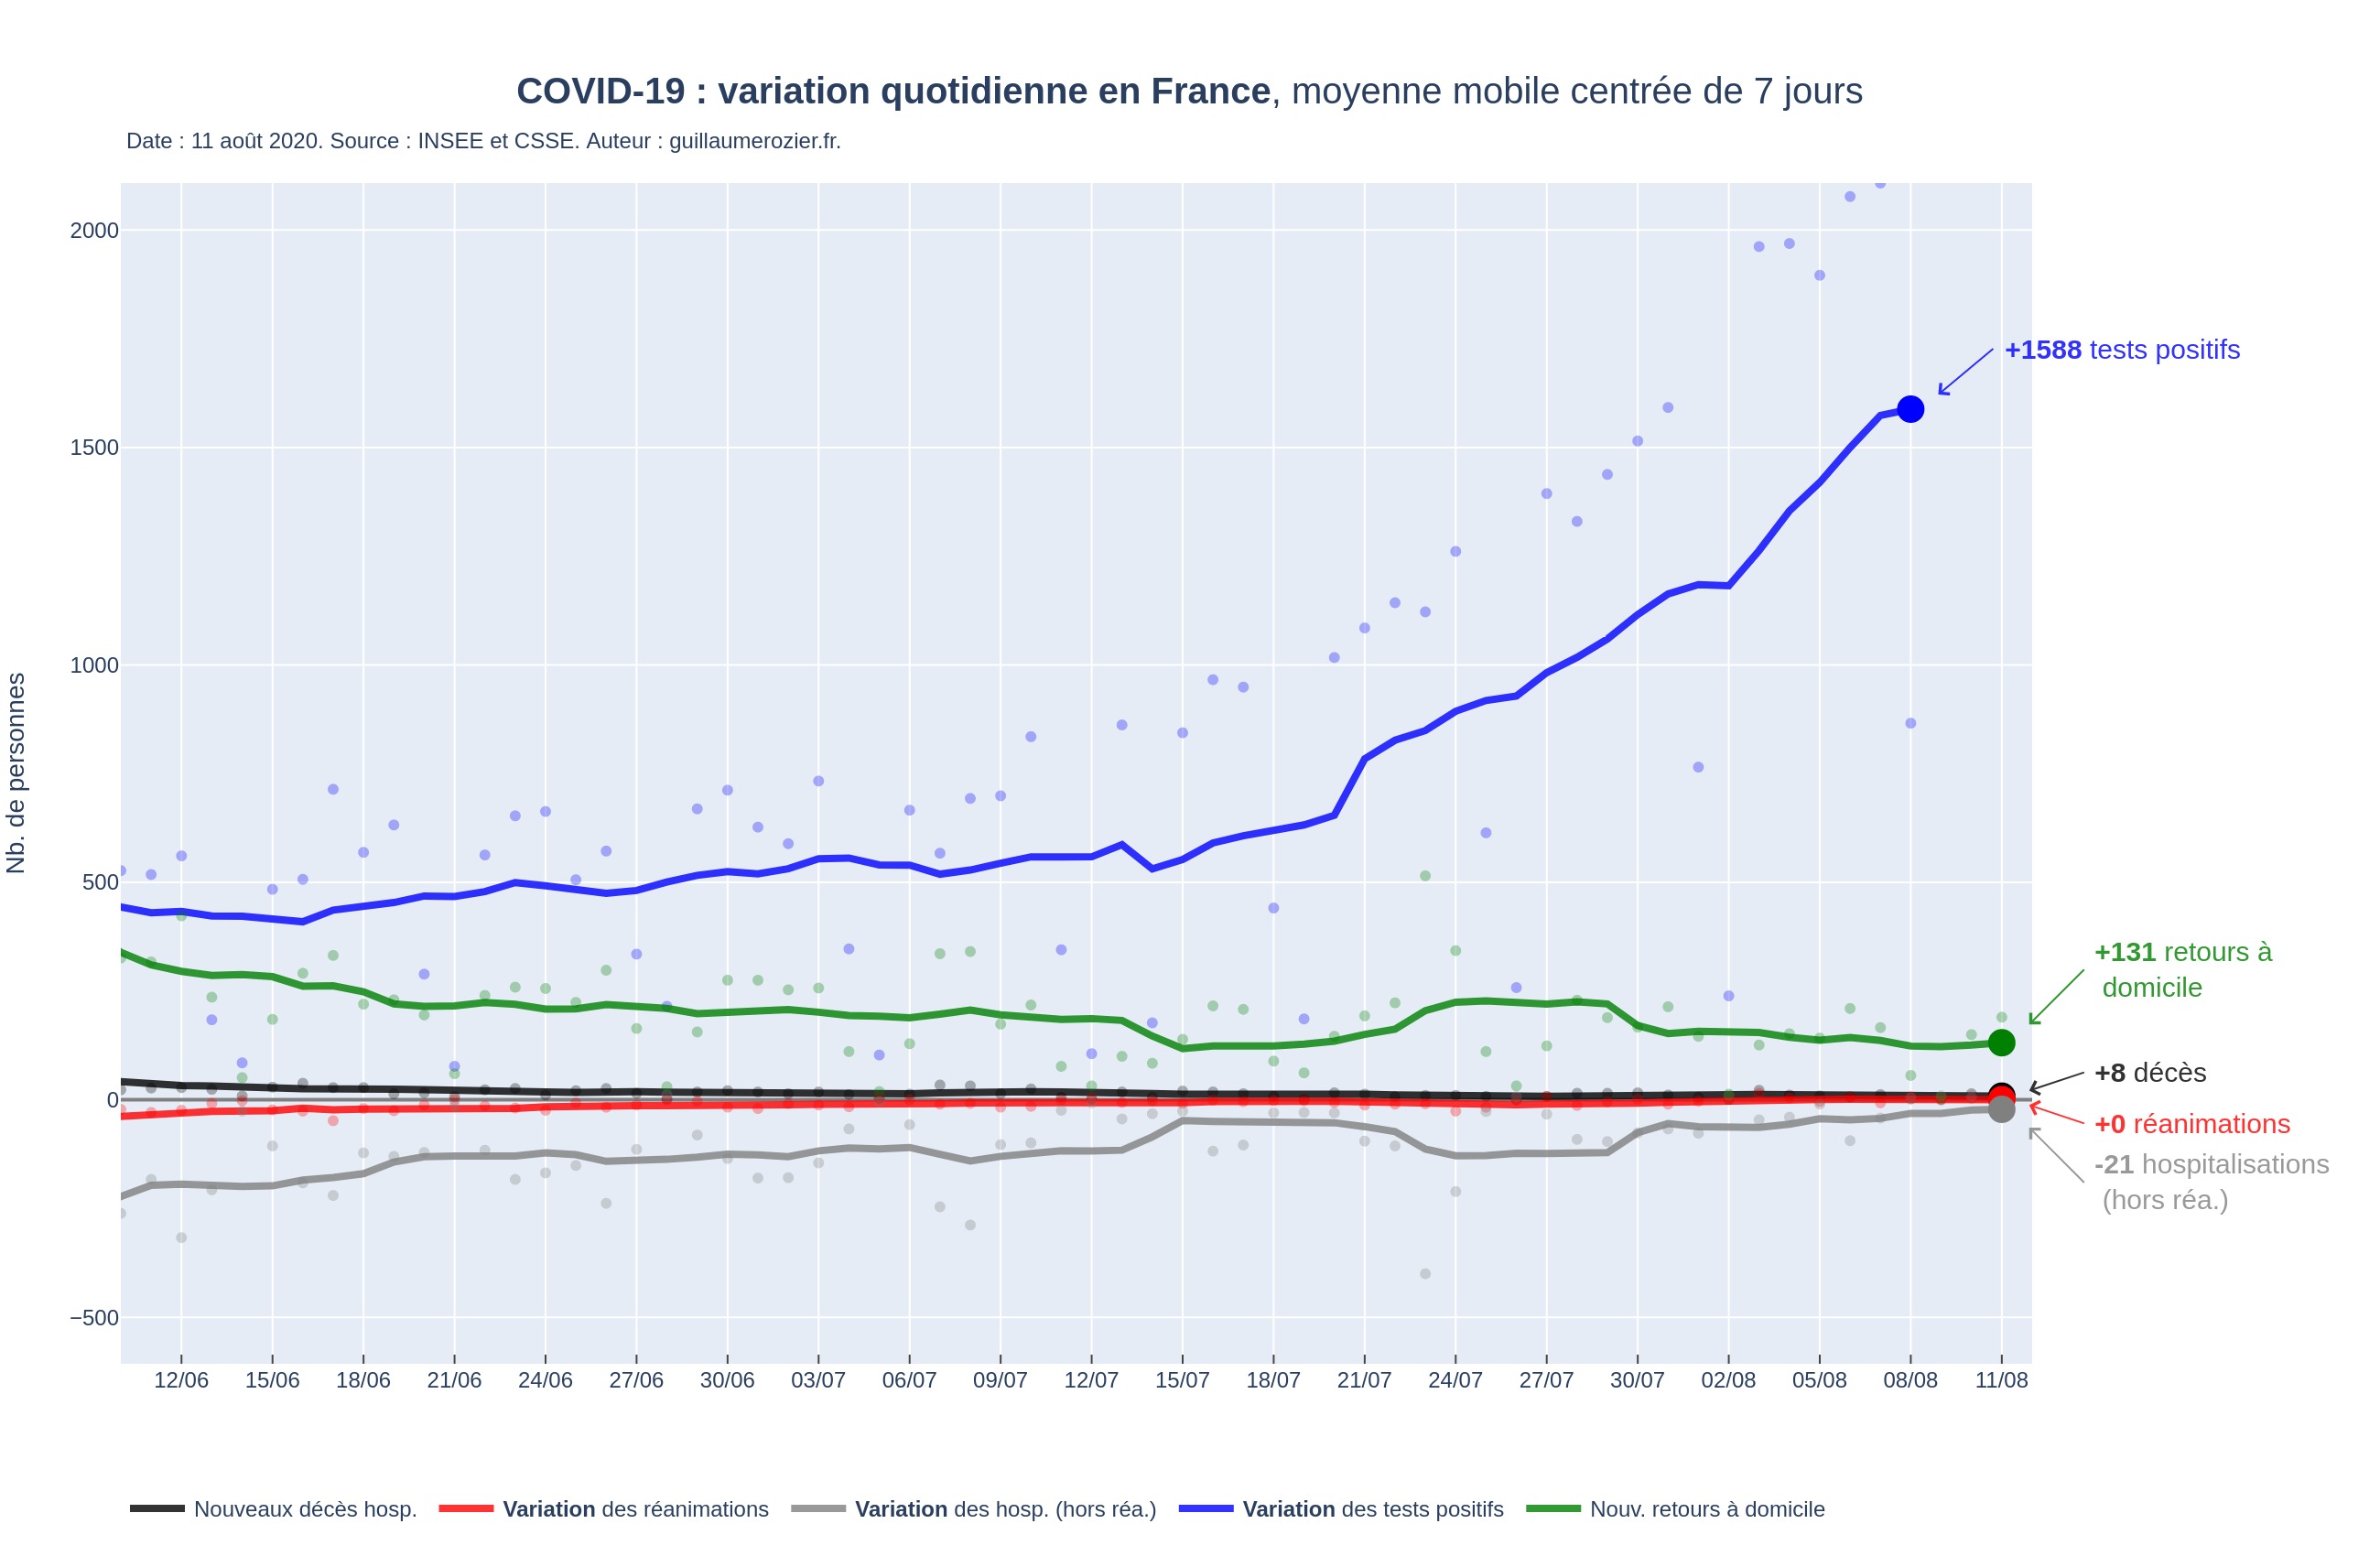 COVID-19 : variation quotidienne en France, moyenne mobile centrée de 7 jours
Date : 11 août 2020. Source : INSEE et CSSE. Auteur : guillaumerozier.fr.
Nb. de personnes
2000
1500
1000
500
0
−500
+1588 tests positifs
+131 retours à
domicile
+8 décès
+0 réanimations
-21 hospitalisations
(hors réa.)
12/06 15/06 18/06 21/06 24/06 27/06 30/06 03/07 06/07 09/07 12/07 15/07 18/07 21/07 24/07 27/07 30/07 02/08 05/08 08/08 11/08
Nouveaux décès hosp. Variation des réanimations Variation des hosp. (hors réa.) Variation des tests positifs Nouv. retours à domicile